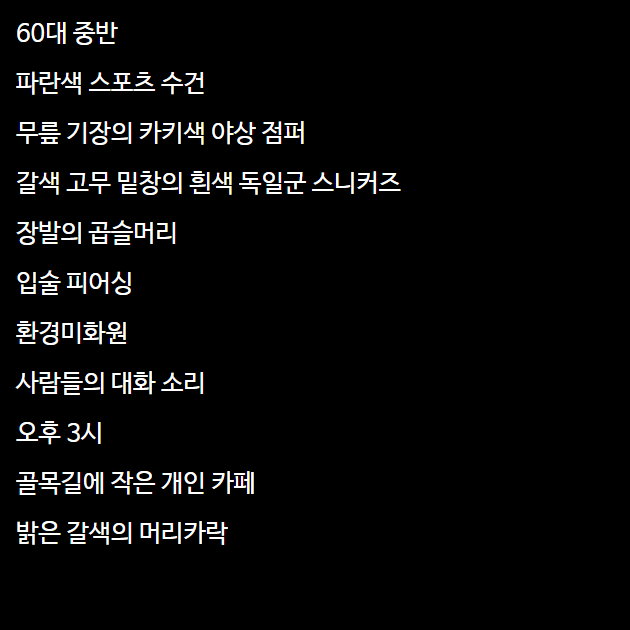 60대 중반
파란색 스포츠 수건
무릎 기장의 카키색 야상 점퍼
갈색 고무 밑창의 흰색 독일군 스니커즈
장발의 곱슬머리
입술 피어싱
환경미화원
사람들의 대화 소리
오후 3시
골목길에 작은 개인 카페
밝은 갈색의 머리카락